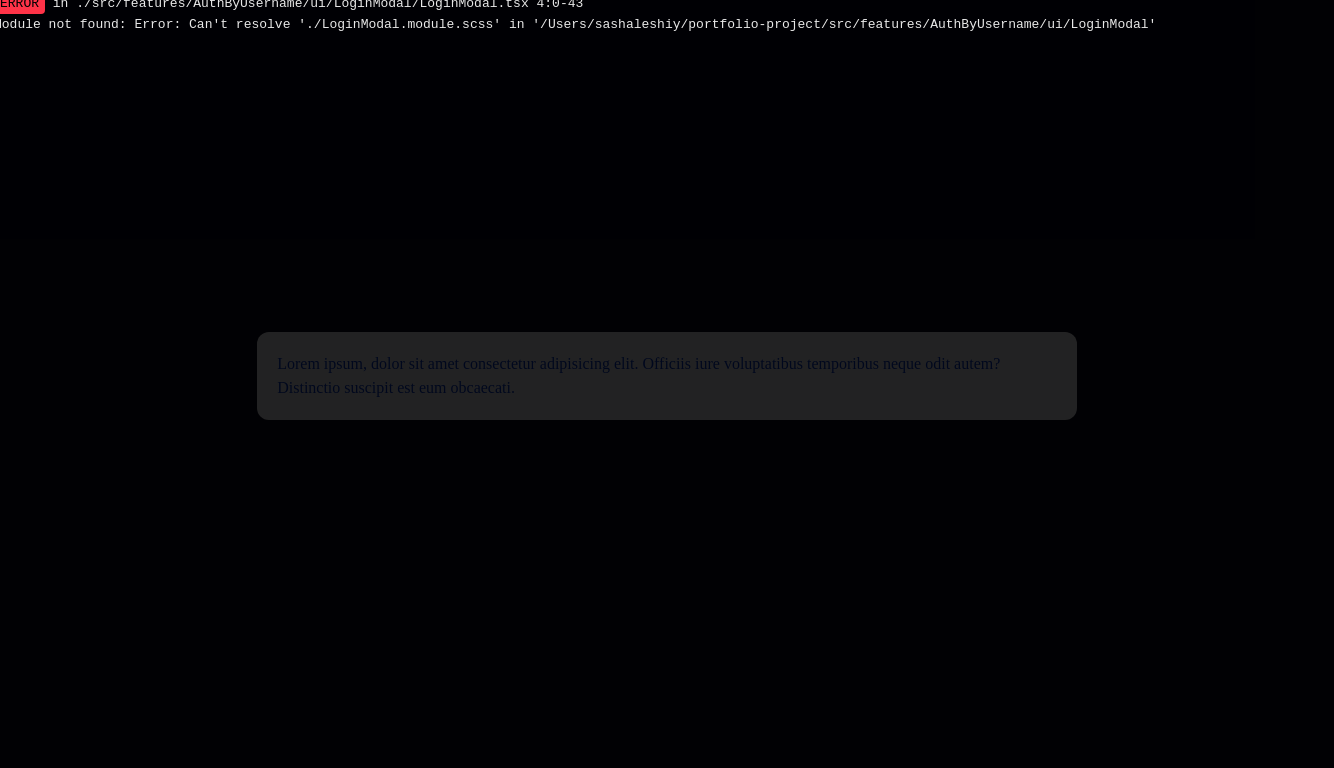 ERROR in ./src/features/AuthByUsername/ui/LoginModal/LoginModal.tsx 4:0-43
Module not found: Error: Can't resolve './LoginModal.module.scss' in '/Users/sashaleshiy/portfolio-project/src/features/AuthByUsername/ui/LoginModal'
Lorem ipsum, dolor sit amet consectetur adipisicing elit. Officiis iure voluptatibus temporibus neque odit autem?
Distinctio suscipit est eum obcaecati.